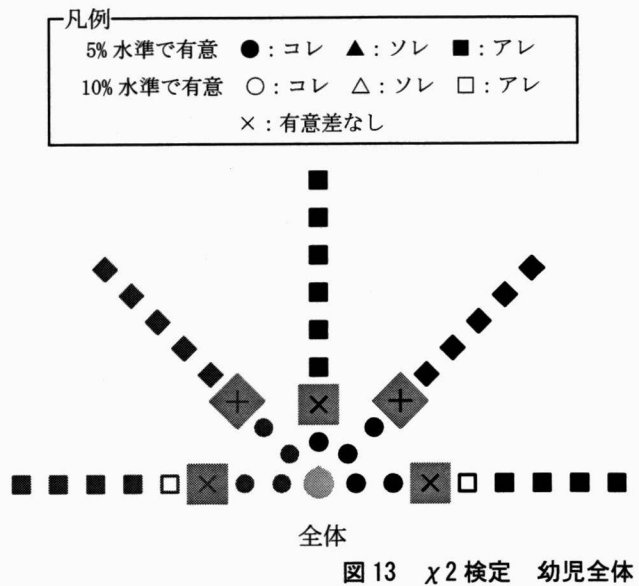 凡例
5% 水準で有意 ●：コレ ▲：ソレ ■：アレ
10% 水準で有意 ○：コレ △：ソレ □：アレ
×：有意差なし
全体
図 13 χ2 検定 幼児全体